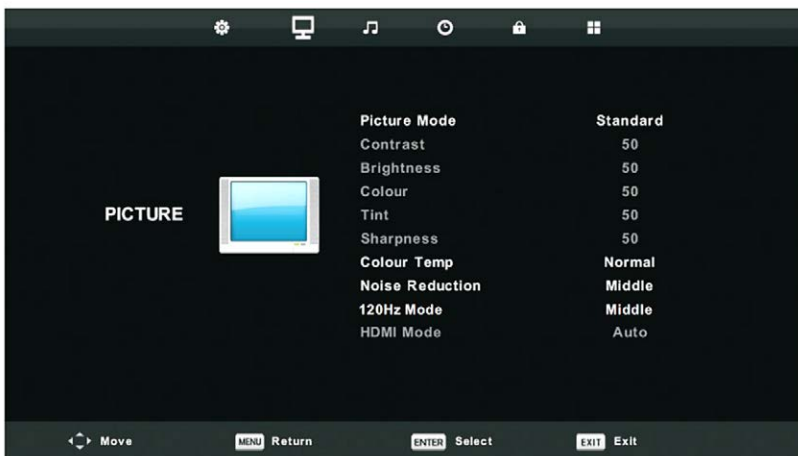 Picture Mode Standard
Contrast 50
Brightness 50
Colour 50
PICTURE
Tint 50
Sharpness 50
Colour Temp Normal
Noise Reduction Middle
120Hz Mode Middle
HDMI Mode Auto
Move MENU Return ENTER Select EXIT Exit